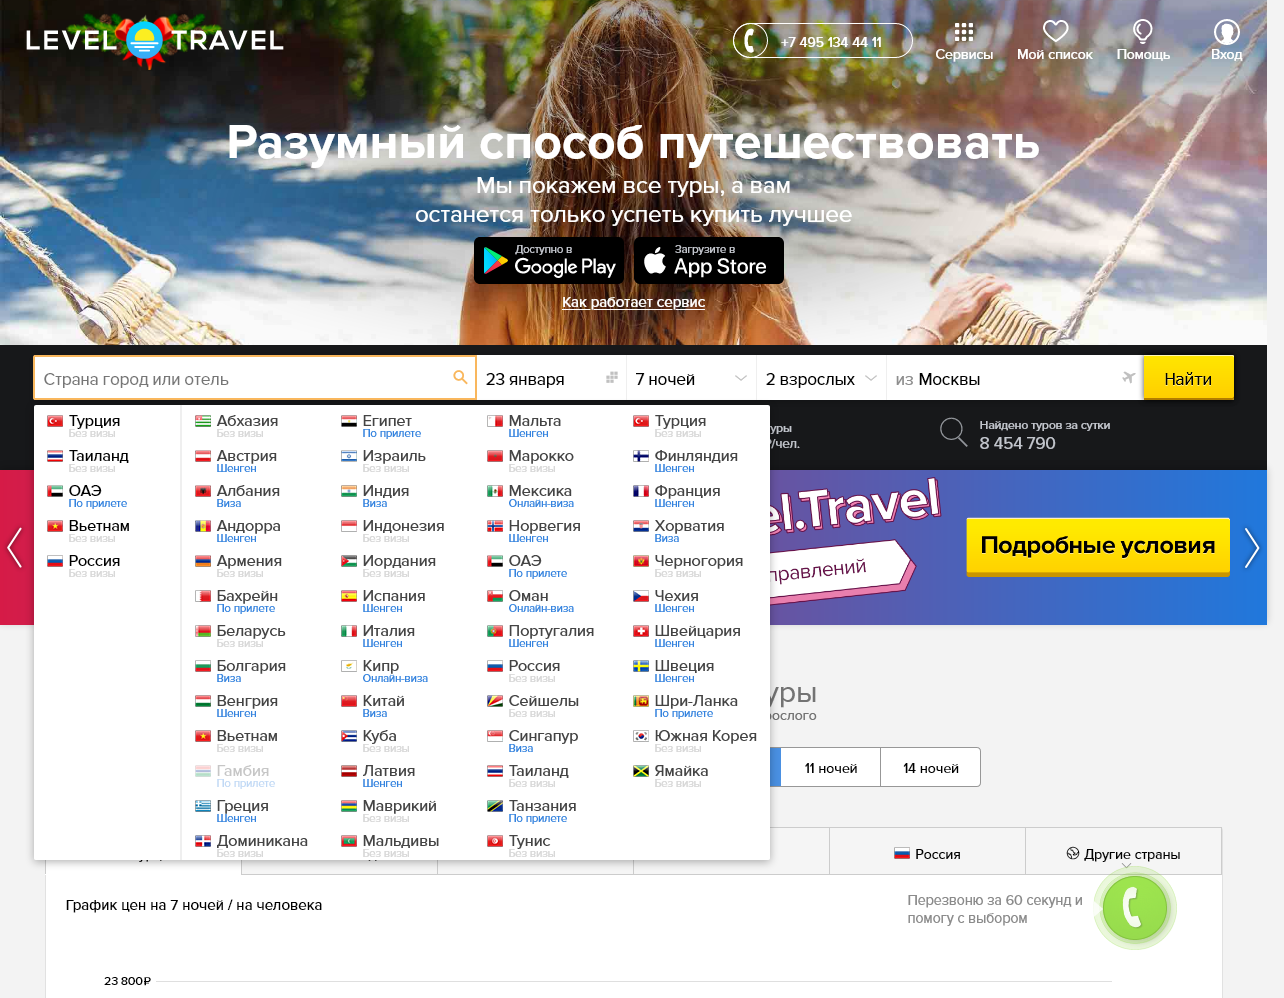 LEVEL TRAVEL
+7 495 134 44 11
Сервисы
Мой список
Помощь
Вход
Разумный способ путешествовать
Мы покажем все туры, а вам
останется только успеть купить лучшее
Доступно в
Google Play
Загрузите в
App Store
Как работает сервис
Страна город или отель
23 января
7 ночей
2 взрослых
из Москвы
Найти
Турция
Без визы
Таиланд
Без визы
ОАЭ
По прилете
Вьетнам
Без визы
Россия
Без визы
Абхазия
Без визы
Австрия
Шенген
Албания
Виза
Андорра
Шенген
Армения
Без визы
Бахрейн
По прилете
Беларусь
Без визы
Болгария
Виза
Венгрия
Шенген
Вьетнам
Без визы
Гамбия
По прилете
Греция
Шенген
Доминикана
Без визы
Египет
По прилете
Израиль
Без визы
Индия
Виза
Индонезия
Без визы
Иордания
Без визы
Испания
Шенген
Италия
Шенген
Кипр
Онлайн-виза
Китай
Виза
Куба
Без визы
Латвия
Шенген
Маврикий
Без визы
Мальдивы
Без визы
Мальта
Шенген
Марокко
Без визы
Мексика
Онлайн-виза
Норвегия
Шенген
ОАЭ
По прилете
Оман
Онлайн-виза
Португалия
Шенген
Россия
Без визы
Сейшелы
Без визы
Сингапур
Виза
Таиланд
Без визы
Танзания
По прилете
Тунис
Без визы
Турция
Без визы
Финляндия
Шенген
Франция
Шенген
Хорватия
Виза
Черногория
Без визы
Чехия
Шенген
Швейцария
Шенген
Швеция
Шенген
Шри-Ланка
По прилете
Южная Корея
Без визы
Ямайка
Без визы
уры
/чел.
Найдено туров за сутки
8 454 790
el.Travel
правлений
Подробные условия
уры
рослого
11 ночей
14 ночей
Россия
Другие страны
График цен на 7 ночей / на человека
Перезвоню за 60 секунд и
помогу с выбором
23 800₽